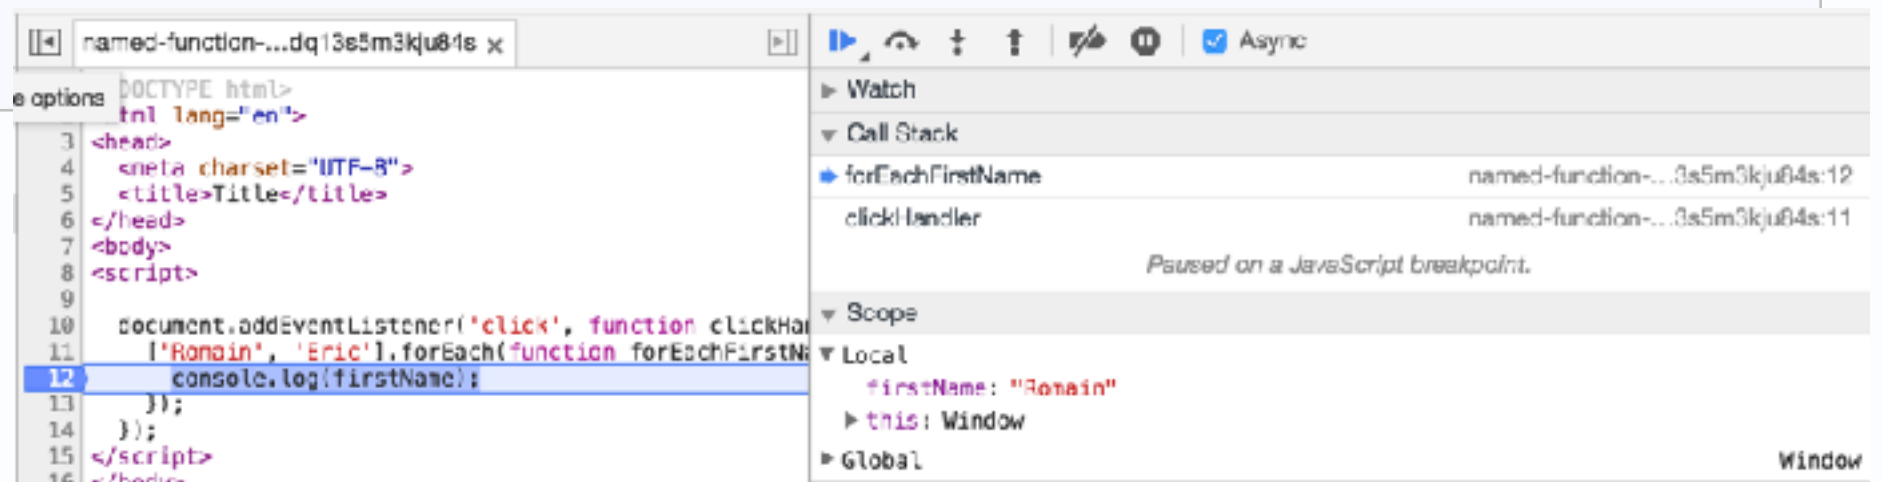 named-function-...dq13s5m3kju84s ×
e options
DOCTYPE html>
tml lang="en">
3 <head>
4 <meta charset="UTF-8">
5 <title>Title</title>
6 </head>
7 <body>
8 <script>
9
10 document.addEventListener('click', function clickHa
11 ['Romain', 'Eric'].forEach(function forEachFirstNa
12 console.log(firstName);
13 });
14 });
15 </script>
16 </body>
Async
Watch
Call Stack
forEachFirstName named-function-...3s5m3kju84s:12
clickHandler named-function-...3s5m3kju84s:11
Paused on a JavaScript breakpoint.
Scope
Local
firstName: "Romain"
this: Window
Global Window